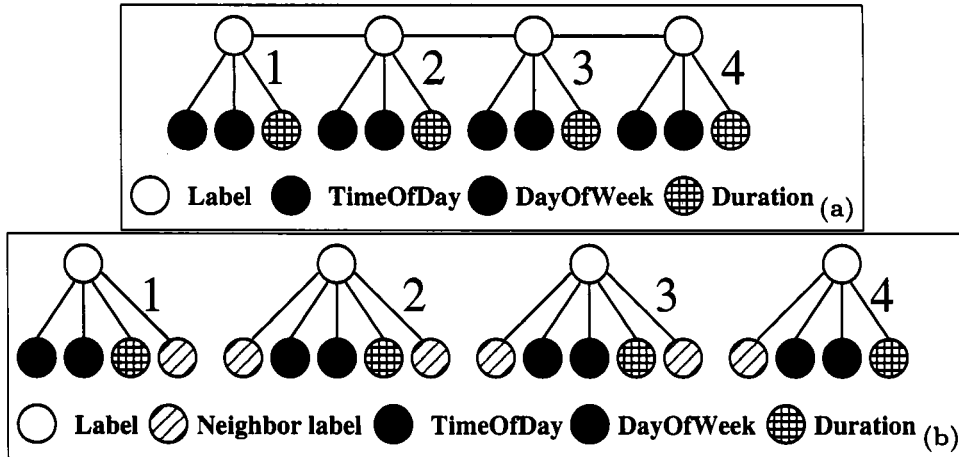 1 2 3 4
Label TimeOfDay DayOfWeek Duration (a)
1 2 3 4
Label Neighbor label TimeOfDay DayOfWeek Duration (b)